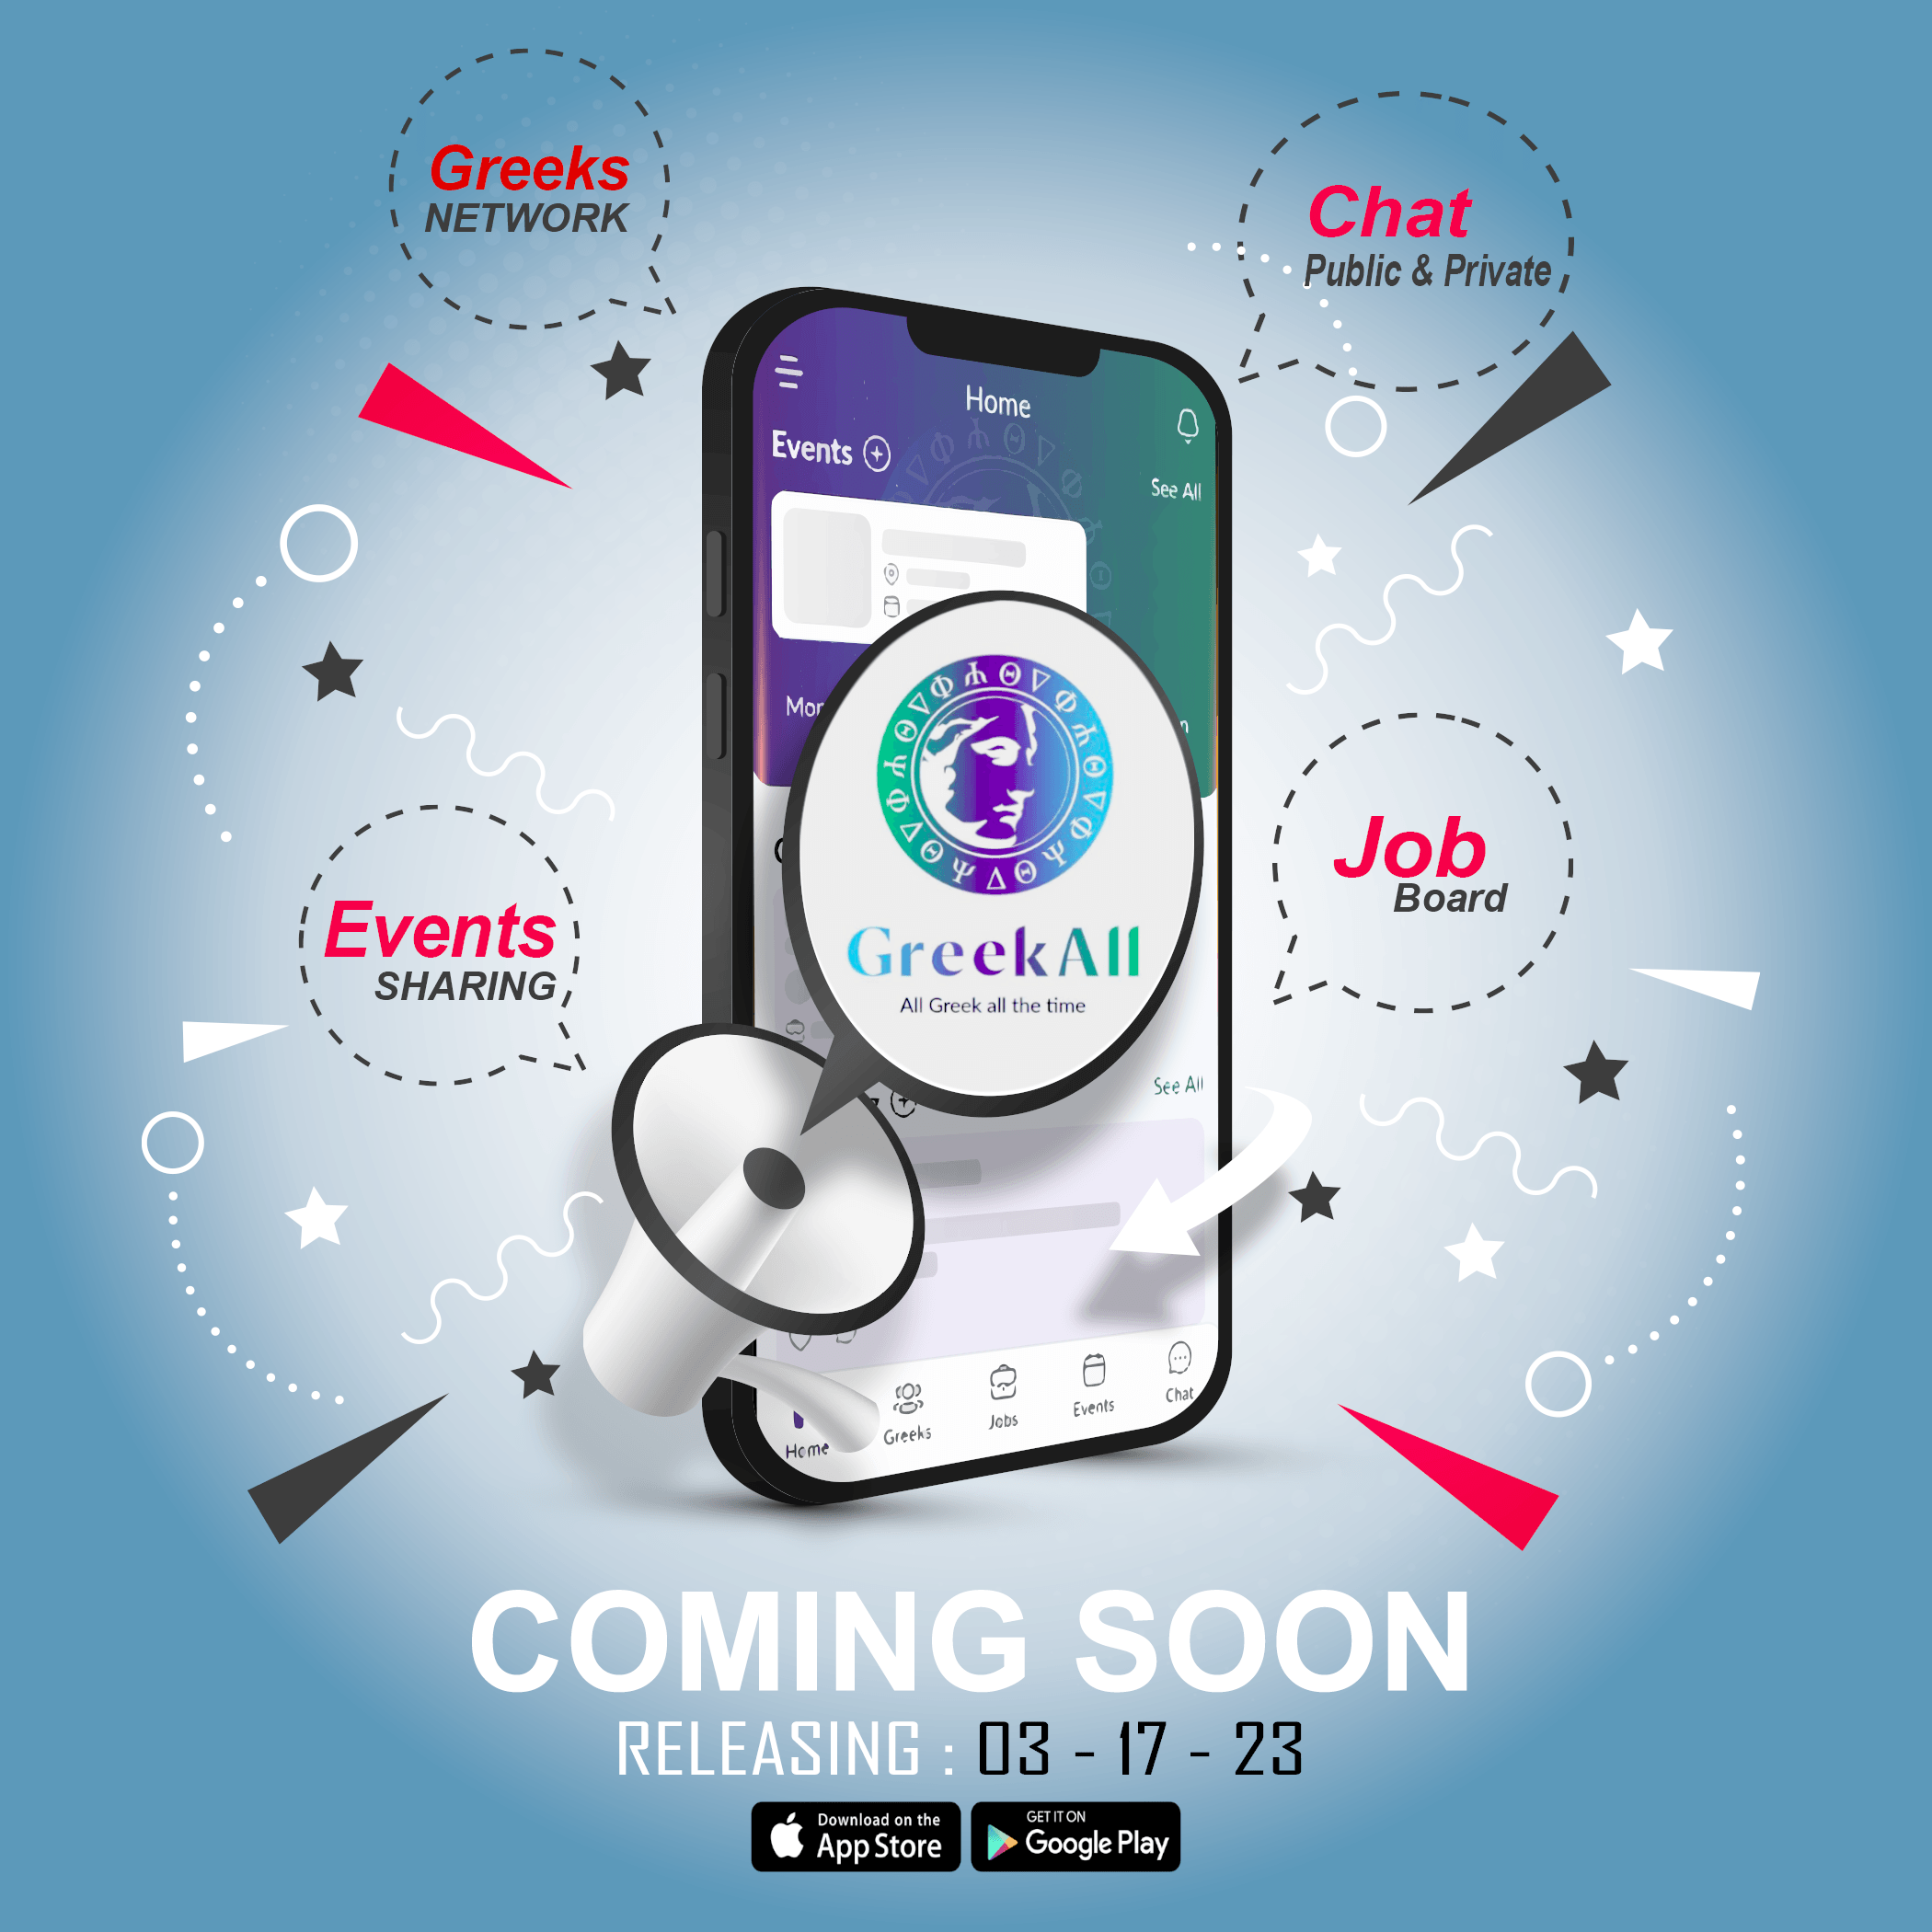 Greeks
NETWORK
Chat
Public & Private
Home
Events
See All
Events
SHARING
Job
Board
GreekAll
All Greek all the time
See All
Home
Greeks
Jobs
Events
Chat
COMING SOON
RELEASING : 03 - 17 - 23
Download on the
App Store
GET IT ON
Google Play